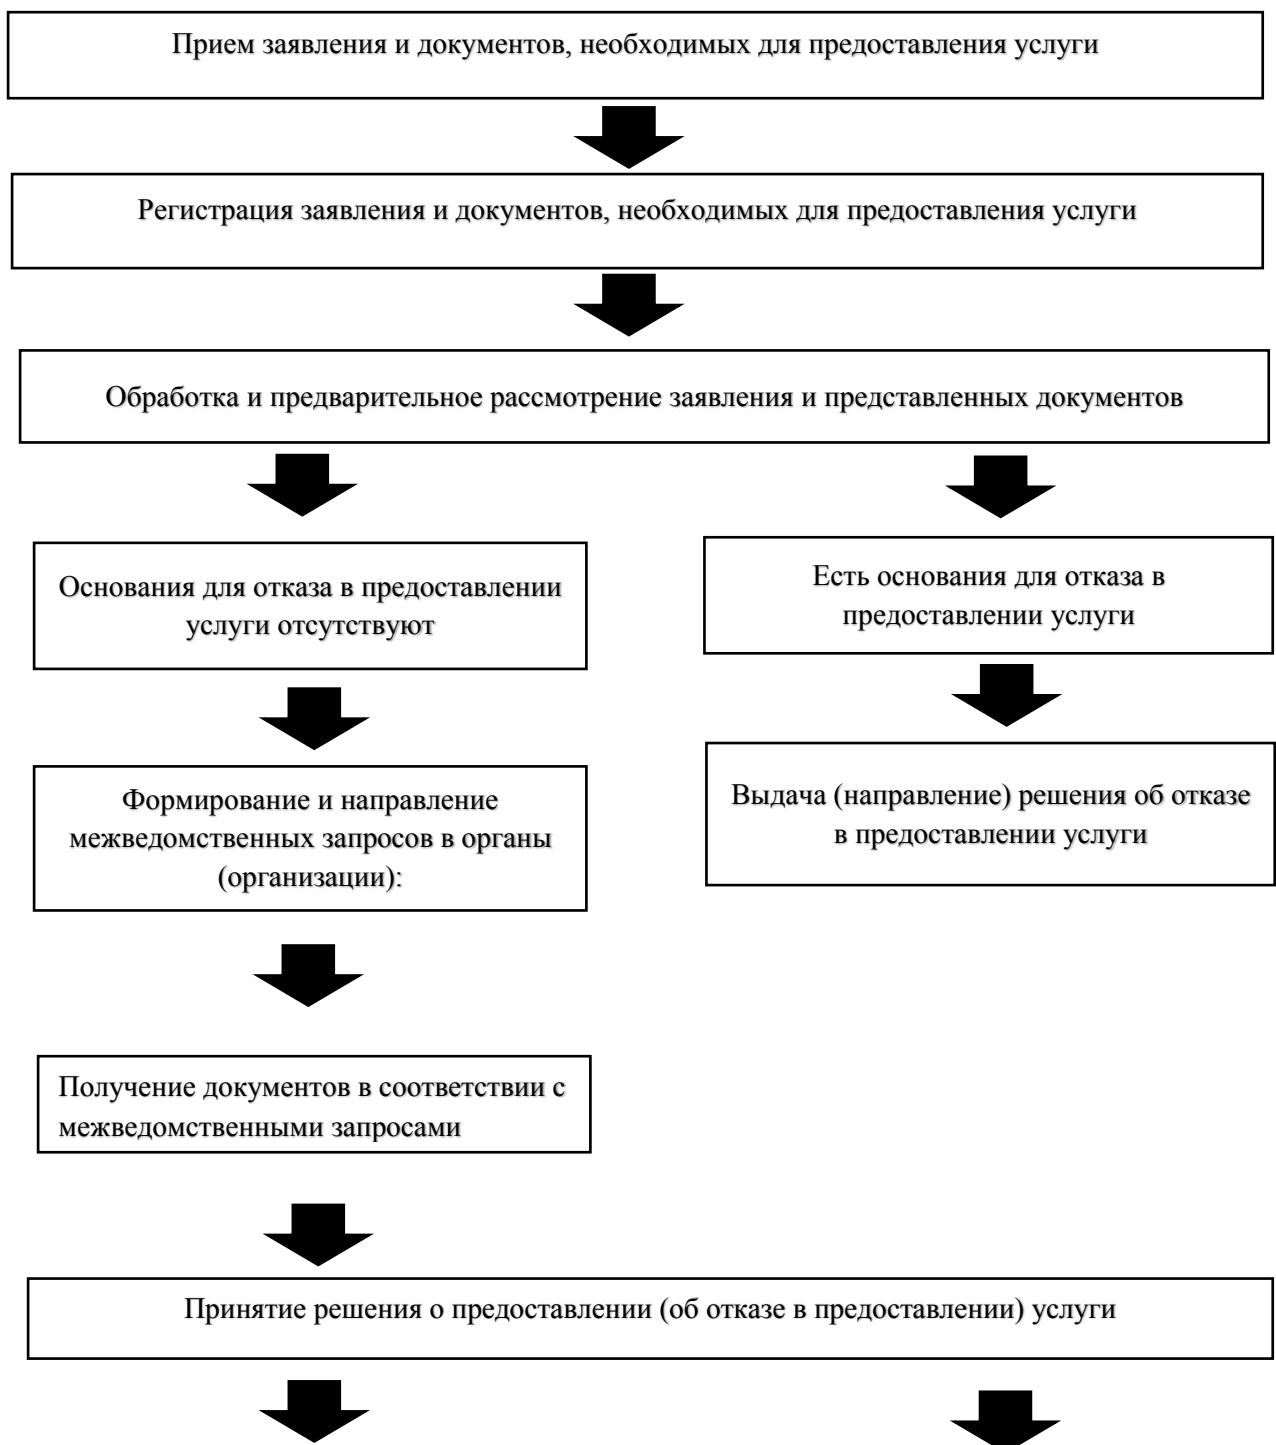 Прием заявления и документов, необходимых для предоставления услуги
Регистрация заявления и документов, необходимых для предоставления услуги
Обработка и предварительное рассмотрение заявления и представленных документов
Основания для отказа в предоставлении
услуги отсутствуют
Есть основания для отказа в
предоставлении услуги
Формирование и направление
межведомственных запросов в органы
(организации):
Выдача (направление) решения об отказе
в предоставлении услуги
Получение документов в соответствии с
межведомственными запросами
Принятие решения о предоставлении (об отказе в предоставлении) услуги